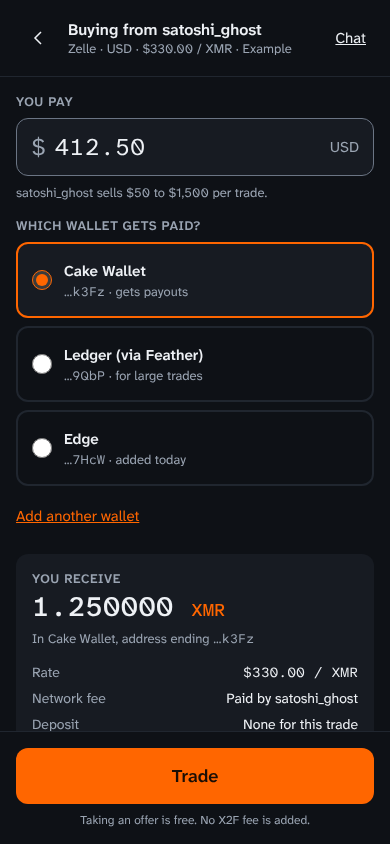 Buying from satoshi_ghost
Zelle · USD · $330.00 / XMR · Example
Chat
YOU PAY
$ 412.50 USD
satoshi_ghost sells $50 to $1,500 per trade.
WHICH WALLET GETS PAID?
Cake Wallet
…k3Fz · gets payouts
Ledger (via Feather)
…9QbP · for large trades
Edge
…7HcW · added today
Add another wallet
YOU RECEIVE
1.250000 XMR
In Cake Wallet, address ending …k3Fz
Rate $330.00 / XMR
Network fee Paid by satoshi_ghost
Deposit None for this trade
Trade
Taking an offer is free. No X2F fee is added.